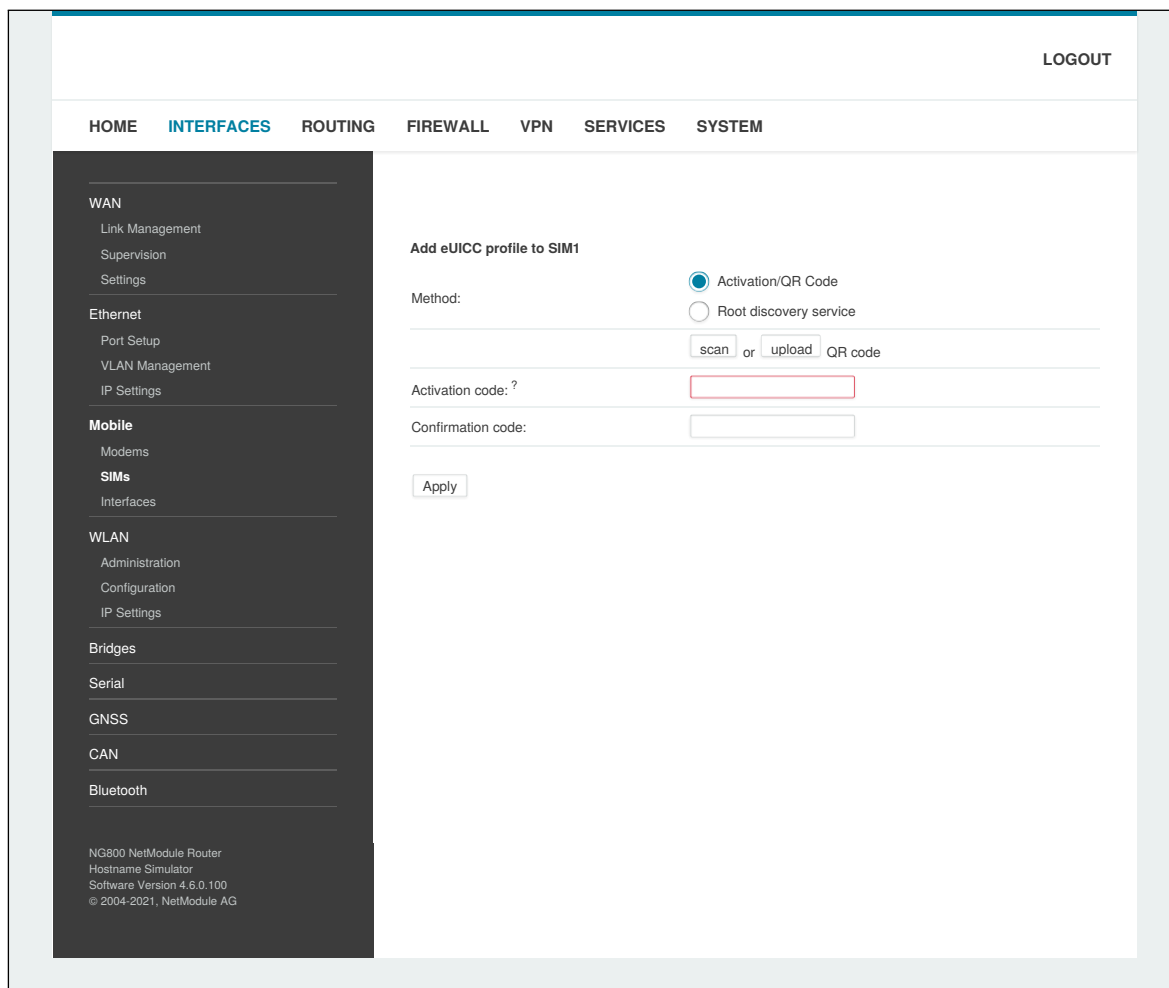 LOGOUT
HOME INTERFACES ROUTING FIREWALL VPN SERVICES SYSTEM
WAN
Link Management
Supervision
Settings
Ethernet
Port Setup
VLAN Management
IP Settings
Mobile
Modems
SIMs
Interfaces
WLAN
Administration
Configuration
IP Settings
Bridges
Serial
GNSS
CAN
Bluetooth
NG800 NetModule Router
Hostname Simulator
Software Version 4.6.0.100
© 2004-2021, NetModule AG
Add eUICC profile to SIM1
Method:
Activation/QR Code
Root discovery service
scan or upload QR code
Activation code: ?
Confirmation code:
Apply